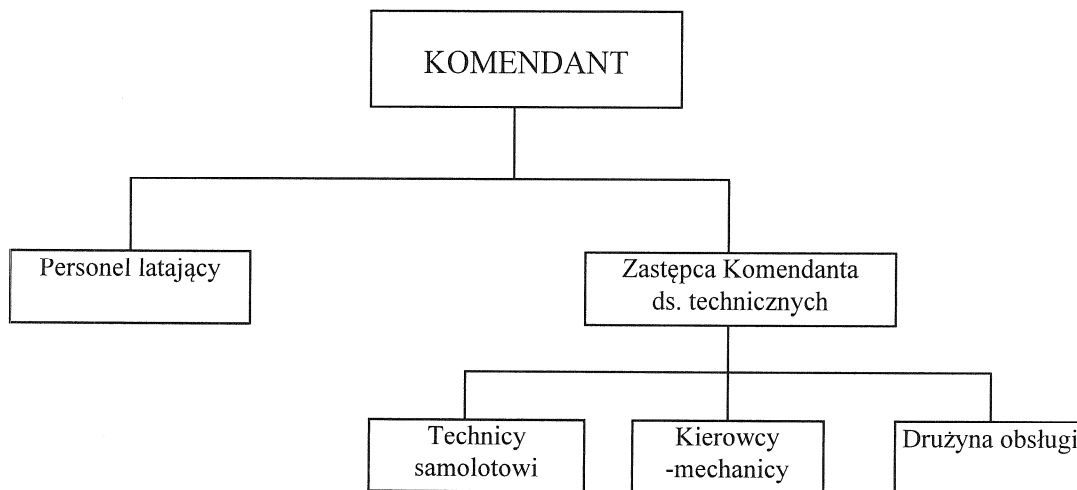 KOMENDANT
Personel latający
Zastępca Komendanta
ds. technicznych
Technicy
samolotowi
Kierowcy
-mechanicy
Drużyna obsługi